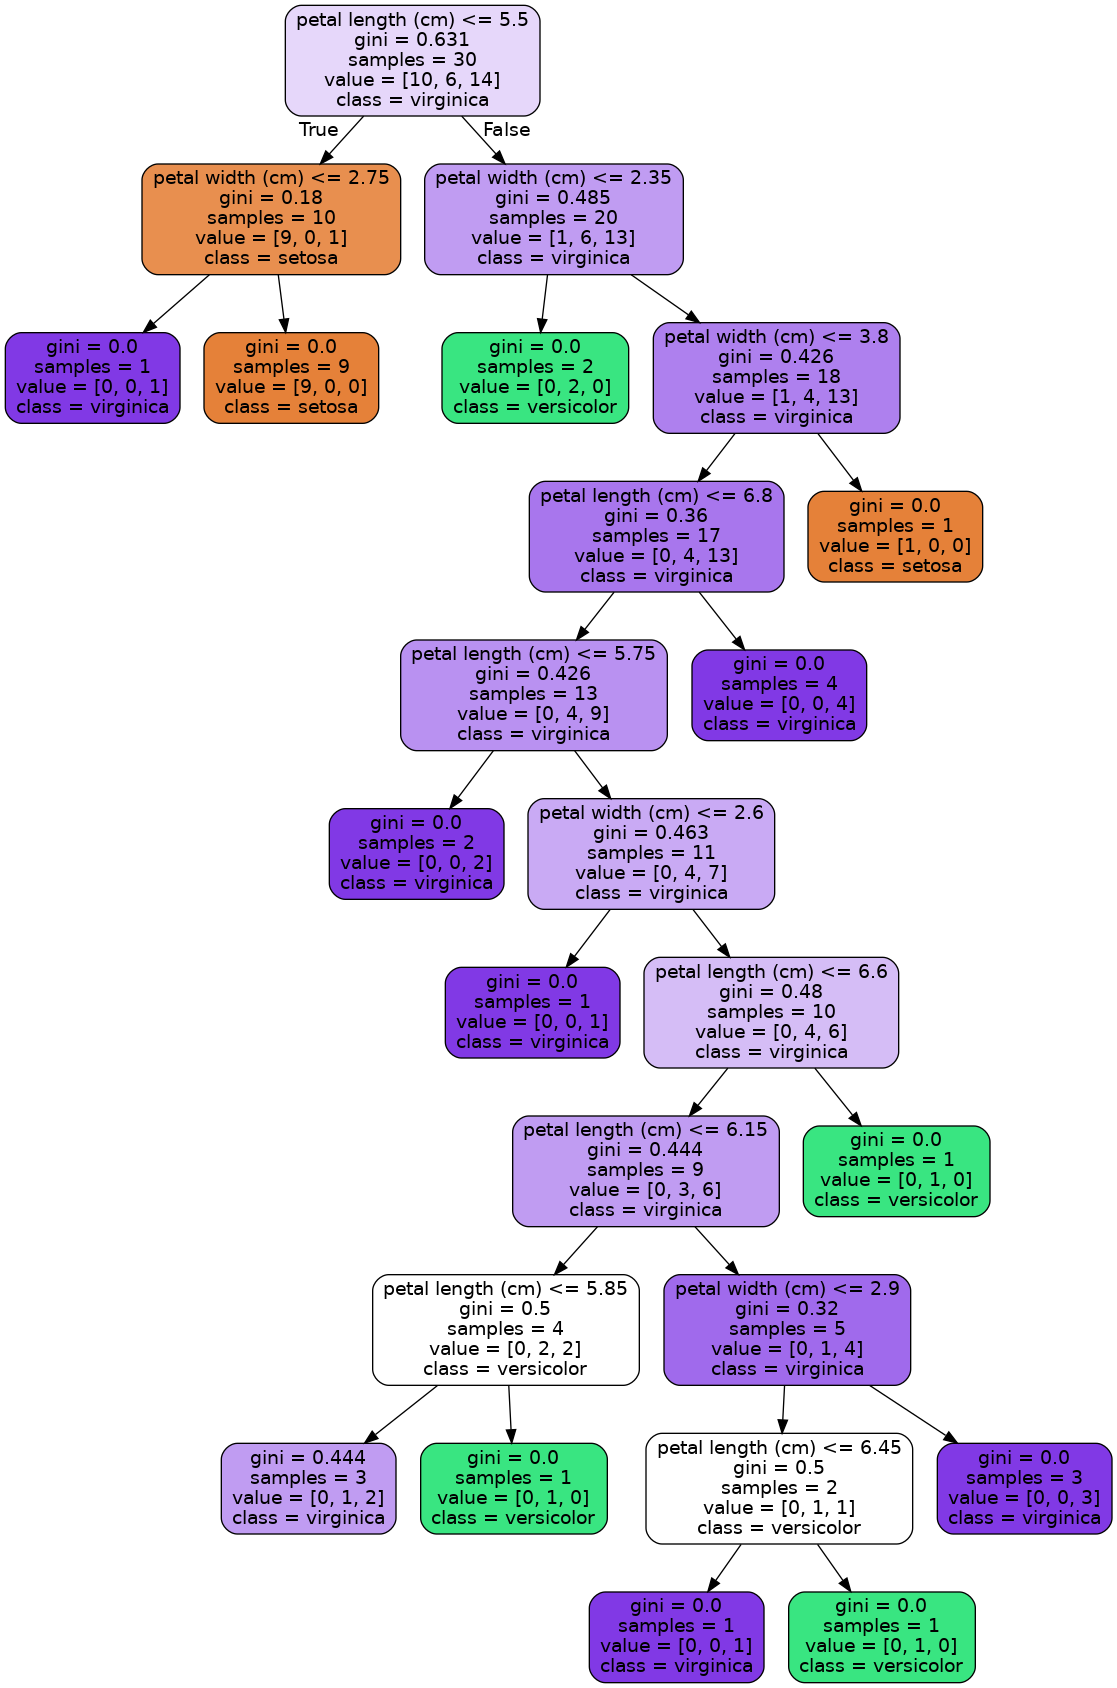 petal length (cm) <= 5.5
gini = 0.631
samples = 30
value = [10, 6, 14]
class = virginica
True
False
petal width (cm) <= 2.75
gini = 0.18
samples = 10
value = [9, 0, 1]
class = setosa
petal width (cm) <= 2.35
gini = 0.485
samples = 20
value = [1, 6, 13]
class = virginica
gini = 0.0
samples = 1
value = [0, 0, 1]
class = virginica
gini = 0.0
samples = 9
value = [9, 0, 0]
class = setosa
gini = 0.0
samples = 2
value = [0, 2, 0]
class = versicolor
petal width (cm) <= 3.8
gini = 0.426
samples = 18
value = [1, 4, 13]
class = virginica
petal length (cm) <= 6.8
gini = 0.36
samples = 17
value = [0, 4, 13]
class = virginica
gini = 0.0
samples = 1
value = [1, 0, 0]
class = setosa
petal length (cm) <= 5.75
gini = 0.426
samples = 13
value = [0, 4, 9]
class = virginica
gini = 0.0
samples = 4
value = [0, 0, 4]
class = virginica
gini = 0.0
samples = 2
value = [0, 0, 2]
class = virginica
petal width (cm) <= 2.6
gini = 0.463
samples = 11
value = [0, 4, 7]
class = virginica
gini = 0.0
samples = 1
value = [0, 0, 1]
class = virginica
petal length (cm) <= 6.6
gini = 0.48
samples = 10
value = [0, 4, 6]
class = virginica
petal length (cm) <= 6.15
gini = 0.444
samples = 9
value = [0, 3, 6]
class = virginica
gini = 0.0
samples = 1
value = [0, 1, 0]
class = versicolor
petal length (cm) <= 5.85
gini = 0.5
samples = 4
value = [0, 2, 2]
class = versicolor
petal width (cm) <= 2.9
gini = 0.32
samples = 5
value = [0, 1, 4]
class = virginica
gini = 0.444
samples = 3
value = [0, 1, 2]
class = virginica
gini = 0.0
samples = 1
value = [0, 1, 0]
class = versicolor
petal length (cm) <= 6.45
gini = 0.5
samples = 2
value = [0, 1, 1]
class = versicolor
gini = 0.0
samples = 3
value = [0, 0, 3]
class = virginica
gini = 0.0
samples = 1
value = [0, 0, 1]
class = virginica
gini = 0.0
samples = 1
value = [0, 1, 0]
class = versicolor